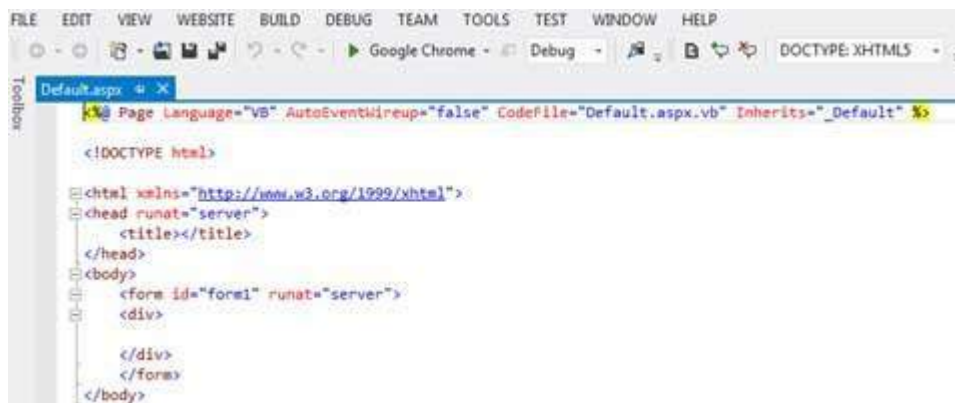 FILE EDIT VIEW WEBSITE BUILD DEBUG TEAM TOOLS TEST WINDOW HELP
Google Chrome Debug DOCTYPE: XHTML5
Toolbox
Default.aspx
<%@ Page Language="VB" AutoEventWireup="false" CodeFile="Default.aspx.vb" Inherits="_Default" %>
<!DOCTYPE html>
<html xmlns="http://www.w3.org/1999/xhtml">
<head runat="server">
<title></title>
</head>
<body>
<form id="form1" runat="server">
<div>
</div>
</form>
</body>